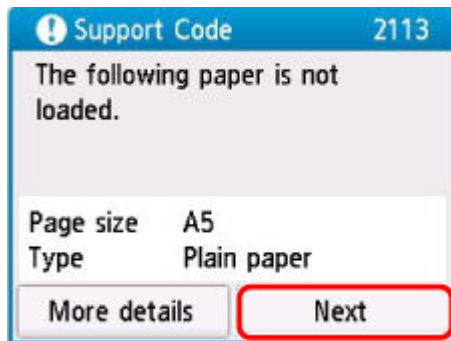 Support Code 2113
The following paper is not
loaded.
Page size A5
Type Plain paper
More details Next